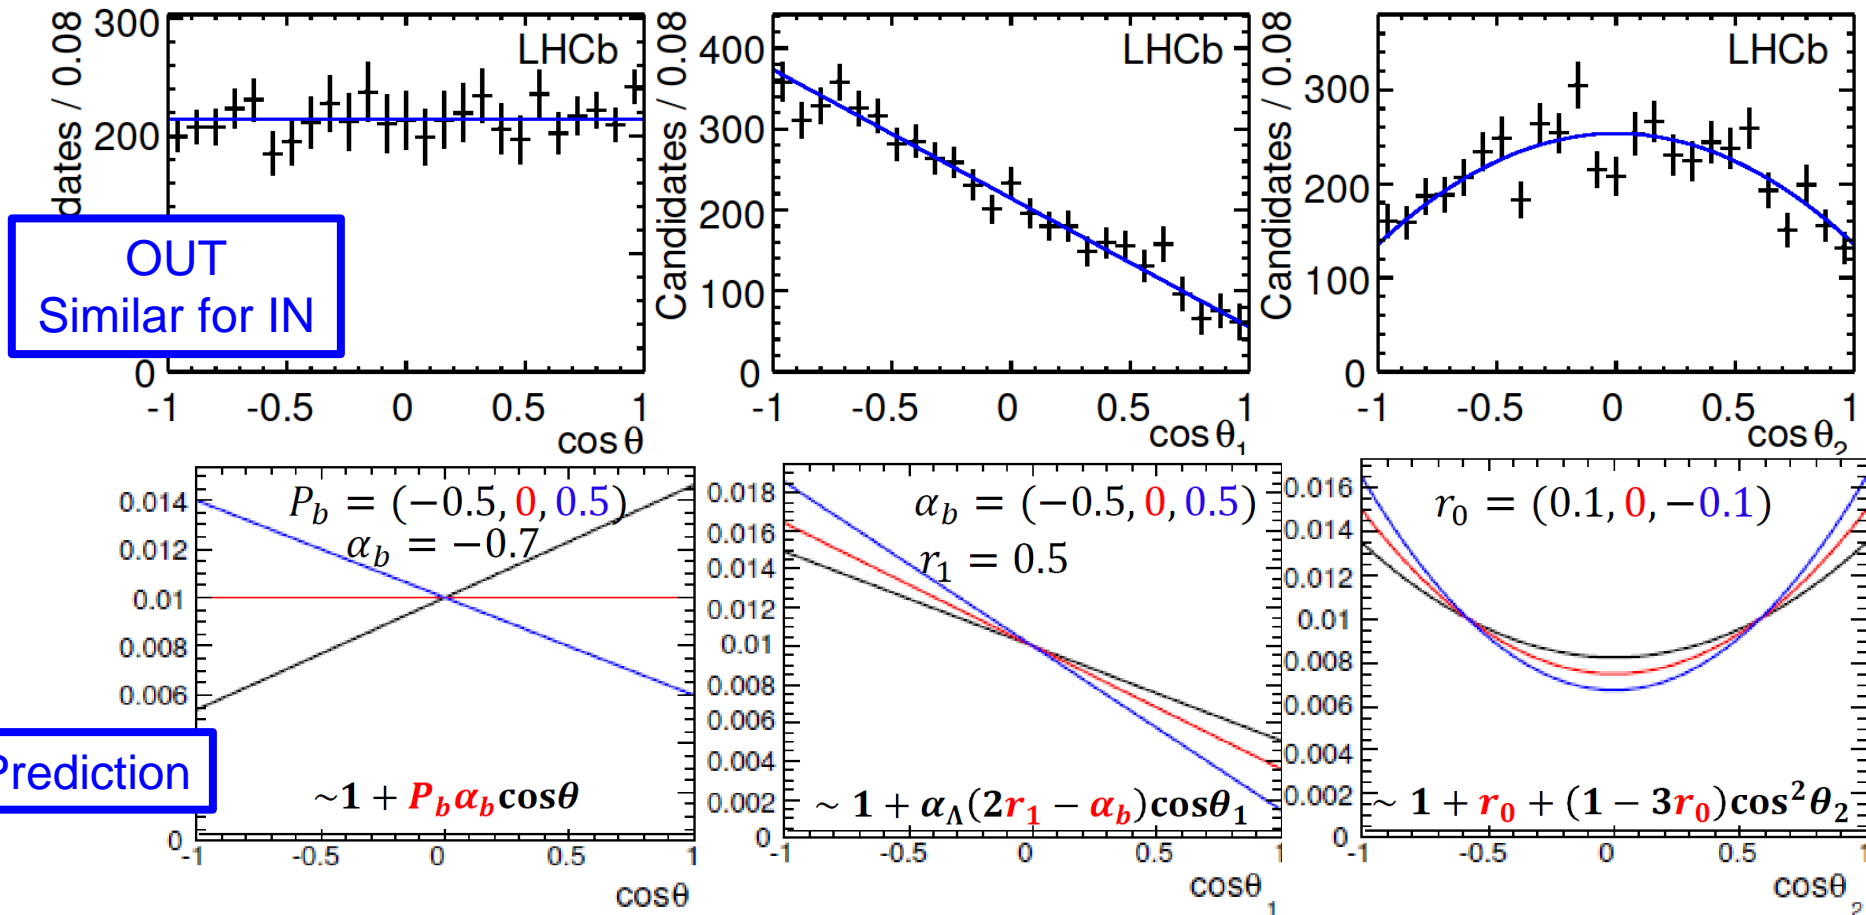 300
200
0
dates / 0.08
LHCb
-1 -0.5 0 0.5 1
cos θ
400
300
200
100
0
Candidates / 0.08
LHCb
-1 -0.5 0 0.5 1
cos θ₁
300
200
100
0
Candidates / 0.08
LHCb
-1 -0.5 0 0.5 1
cos θ₂
OUT
Similar for IN
0.014
0.012
0.01
0.008
0.006
0
P_b = (−0.5, 0, 0.5)
α_b = −0.7
~1 + P_bα_bcosθ
-1 -0.5 0 0.5 1
cosθ
Prediction
0.018
0.016
0.014
0.012
0.01
0.008
0.006
0.004
0.002
0
α_b = (−0.5, 0, 0.5)
r₁ = 0.5
~ 1 + α_Λ(2r₁ − α_b)cosθ₁
-1 -0.5 0 0.5 1
cosθ₁
0.016
0.014
0.012
0.01
0.008
0.006
0.004
0.002
0
r₀ = (0.1, 0, −0.1)
~ 1 + r₀ + (1 − 3r₀)cos²θ₂
-1 -0.5 0 0.5 1
cosθ₂